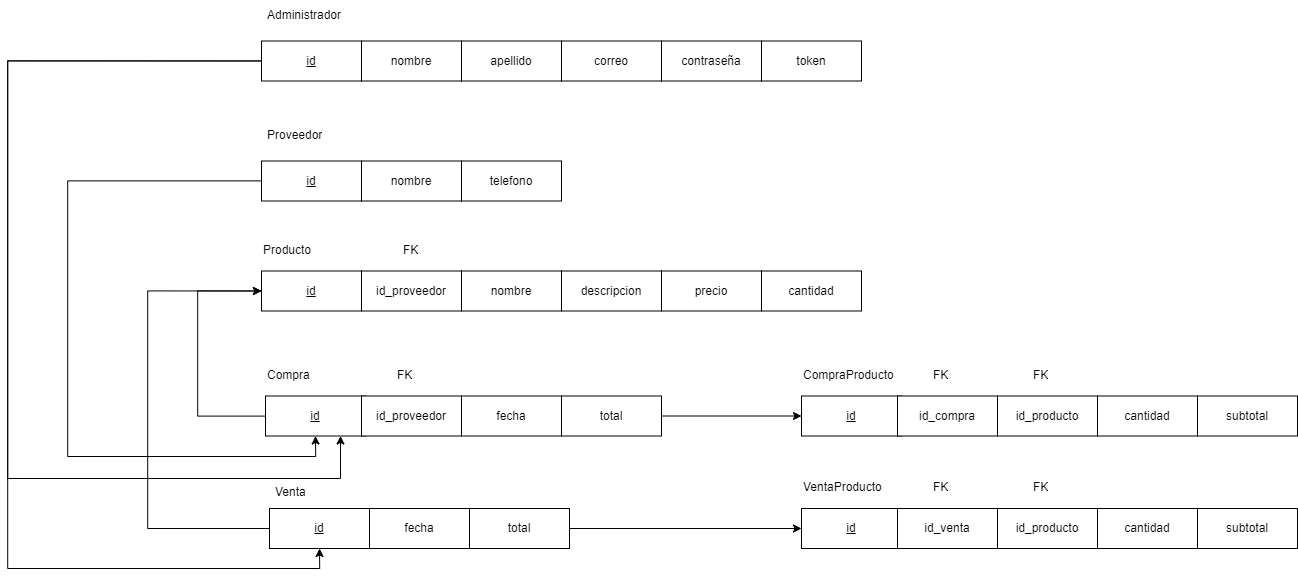 Administrador
id nombre apellido correo contraseña token
Proveedor
id nombre telefono
Producto FK
id id_proveedor nombre descripcion precio cantidad
Compra FK
id id_proveedor fecha total
CompraProducto FK FK
id id_compra id_producto cantidad subtotal
Venta
id fecha total
VentaProducto FK FK
id id_venta id_producto cantidad subtotal